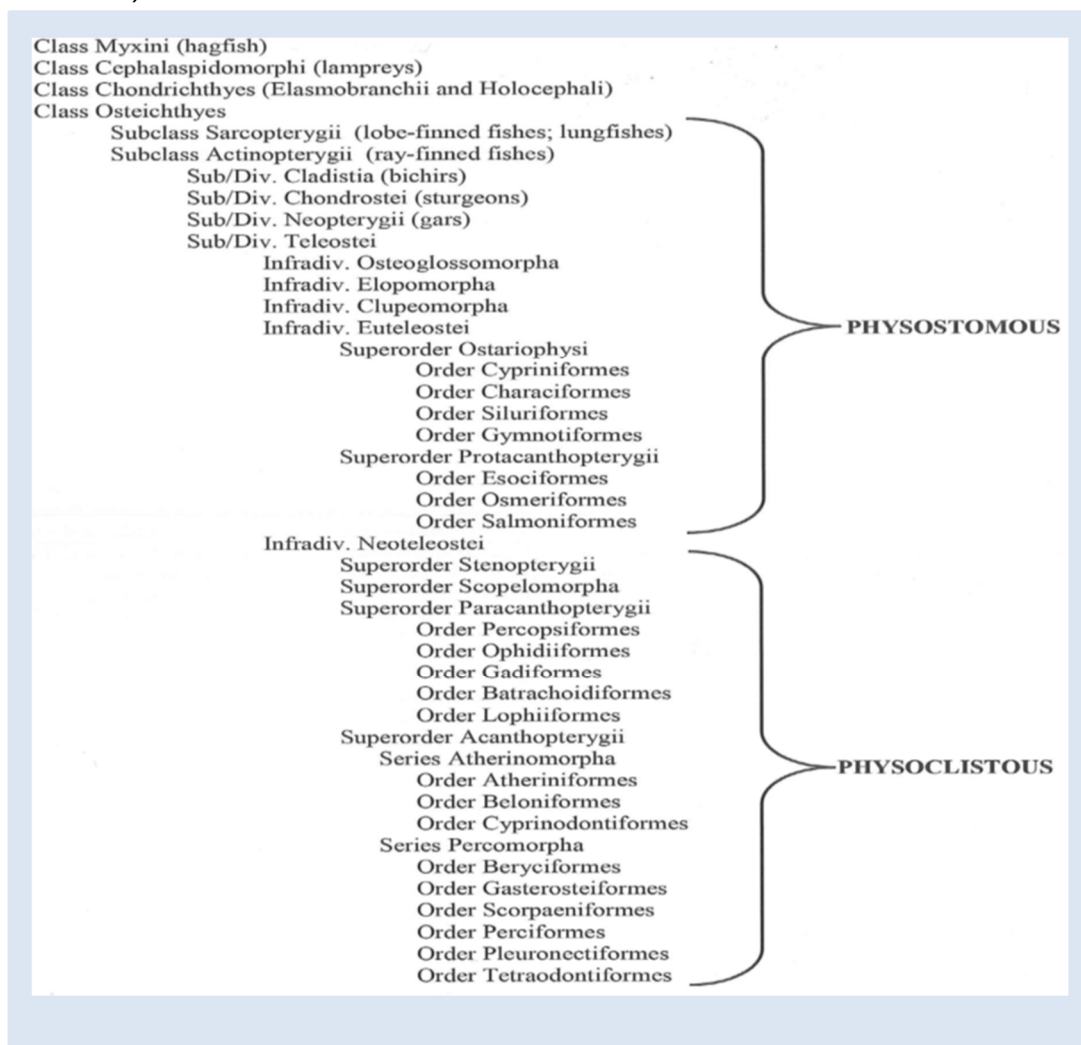 Class Myxini (hagfish)
Class Cephalaspidomorphi (lampreys)
Class Chondrichthyes (Elasmobranchii and Holocephali)
Class Osteichthyes
Subclass Sarcopterygii (lobe-finned fishes; lungfishes)
Subclass Actinopterygii (ray-finned fishes)
Sub/Div. Cladistia (bichirs)
Sub/Div. Chondrostei (sturgeons)
Sub/Div. Neopterygii (gars)
Sub/Div. Teleostei
Infradiv. Osteoglossomorpha
Infradiv. Elopomorpha
Infradiv. Clupeomorpha
Infradiv. Euteleostei
PHYSOSTOMOUS
Superorder Ostariophysi
Order Cypriniformes
Order Characiformes
Order Siluriformes
Order Gymnotiformes
Superorder Protacanthopterygii
Order Esociformes
Order Osmeriformes
Order Salmoniformes
Infradiv. Neoteleostei
Superorder Stenopterygii
Superorder Scopelomorpha
Superorder Paracanthopterygii
Order Percopsiformes
Order Ophidiiformes
Order Gadiformes
Order Batrachoidiformes
Order Lophiiformes
Superorder Acanthopterygii
Series Atherinomorpha
PHYSOCLISTOUS
Order Atheriniformes
Order Beloniformes
Order Cyprinodontiformes
Series Percomorpha
Order Beryciformes
Order Gasterosteiformes
Order Scorpaeniformes
Order Perciformes
Order Pleuronectiformes
Order Tetraodontiformes